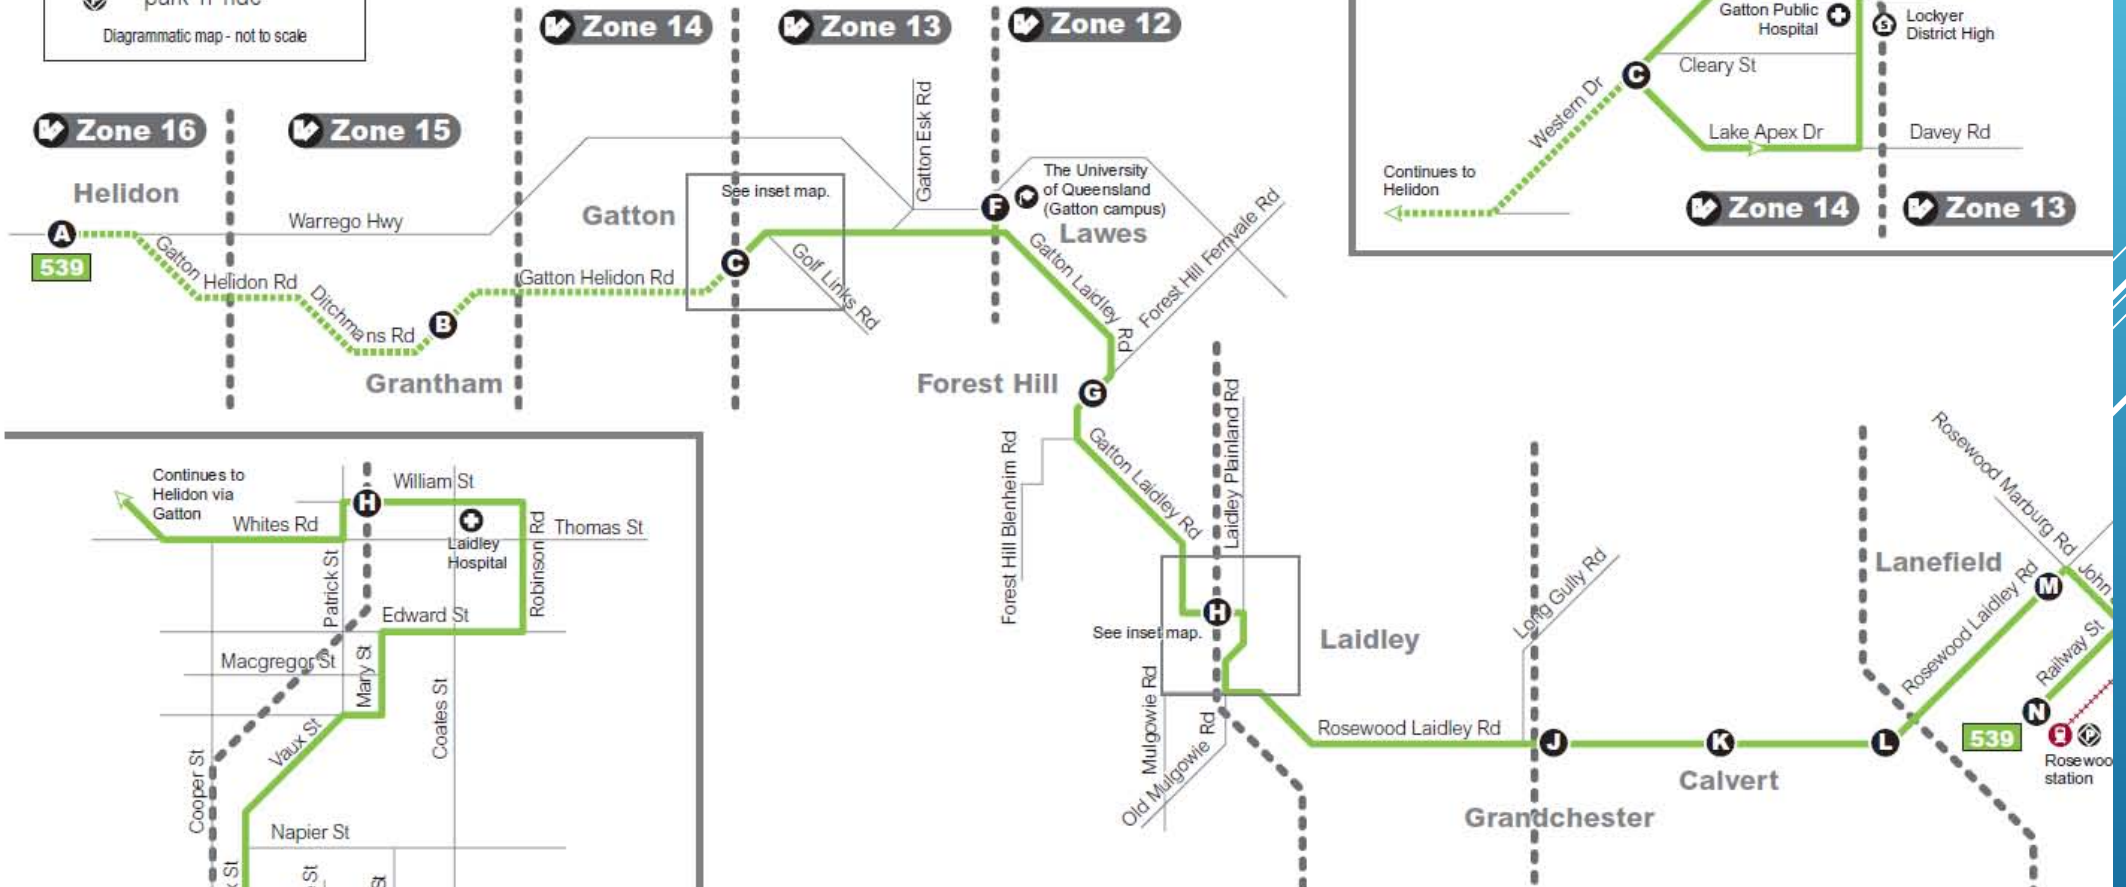 park 'n' ride
Diagrammatic map - not to scale
Zone 14
Zone 13
Zone 12
Gatton Public
Hospital
S
Lockyer
District High
C
Cleary St
Western Dr
Lake Apex Dr
Davey Rd
Continues to
Helidon
Zone 14
Zone 13
Zone 16
Zone 15
Gatton Esk Rd
Helidon
Warrego Hwy
Gatton
See inset map.
The University
of Queensland
(Gatton campus)
Lawes
A
539
Gatton
Helidon Rd
Ditchmans Rd
B
Grantham
Gatton Helidon Rd
C
Golf Links Rd
F
Gatton Laidley
Rd
Forest Hill Fernvale Rd
Forest Hill
G
Gatton Laidley Rd
Forest Hill Blenheim Rd
Laidley Plainland Rd
See inset map.
H
Laidley
Mulgowie Rd
Old Mulgowie
Rd
Rosewood Laidley Rd
Long Gully Rd
J
Grandchester
K
Calvert
L
Lanefield
Rosewood Marburg Rd
Rosewood Laidley Rd
M
John
Railway St
N
539
P
station
Continues to
Helidon via
Gatton
H
William St
Whites Rd
Laidley
Hospital
Thomas St
Robinson Rd
Patrick St
Edward St
Macgregor St
Mary St
Coates St
Vaux St
Cooper St
Napier St
St
St
St